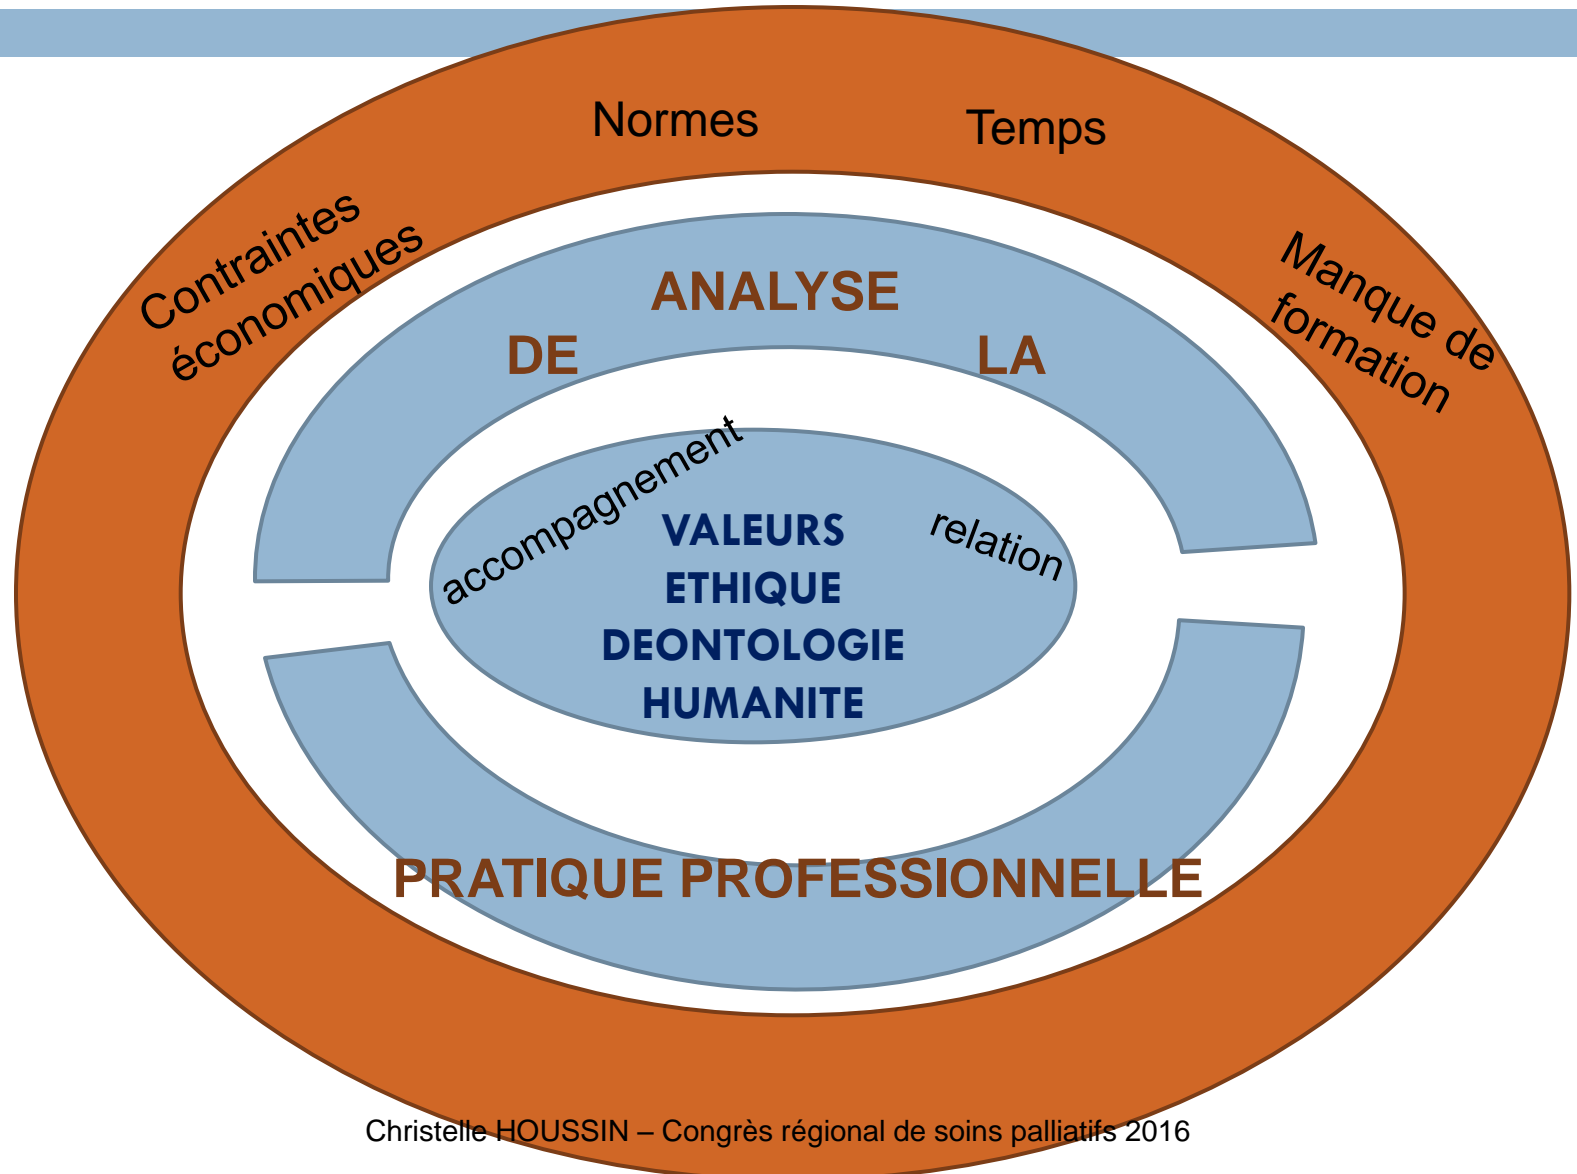 Normes
Temps
Contraintes
économiques
Manque de
formation
ANALYSE
DE
LA
accompagnement
relation
VALEURS
ETHIQUE
DEONTOLOGIE
HUMANITE
PRATIQUE PROFESSIONNELLE
Christelle HOUSSIN – Congrès régional de soins palliatifs 2016